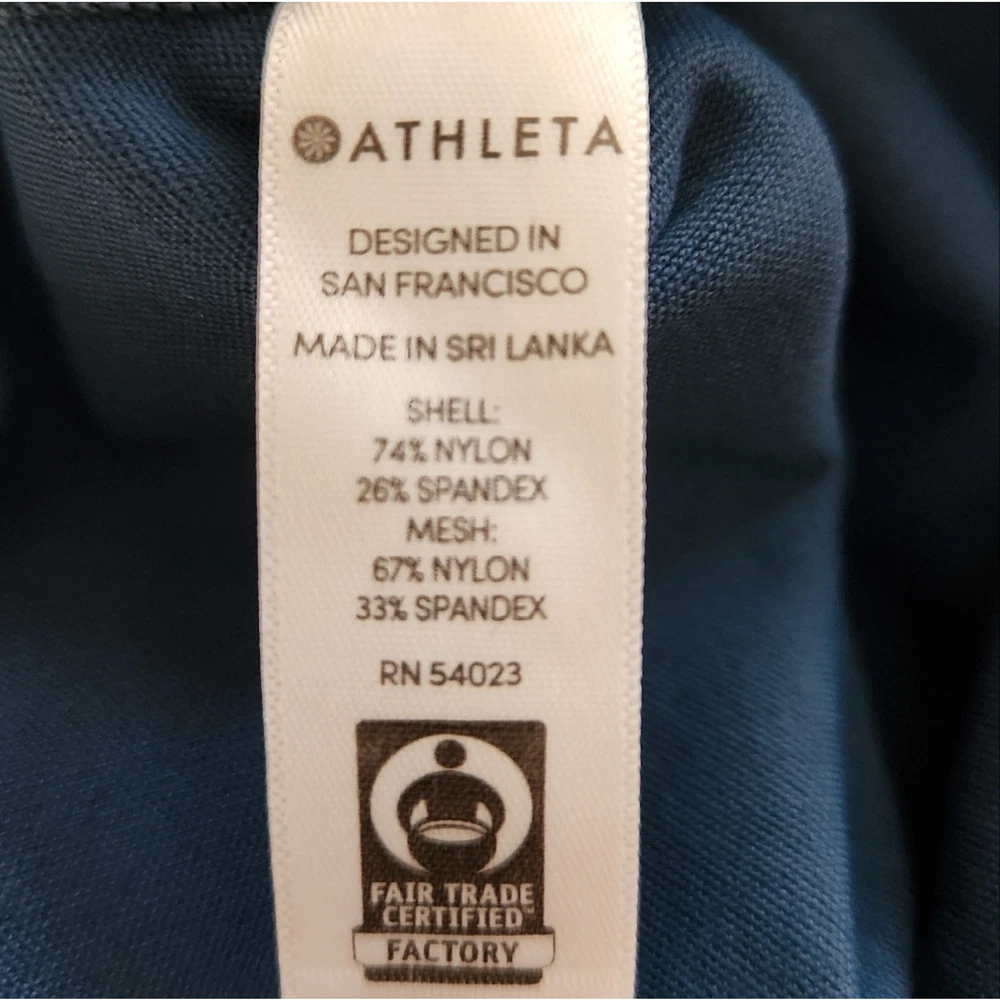 ATHLETA
DESIGNED IN
SAN FRANCISCO
MADE IN SRI LANKA
SHELL:
74% NYLON
26% SPANDEX
MESH:
67% NYLON
33% SPANDEX
RN 54023
FAIR TRADE
CERTIFIED™
FACTORY